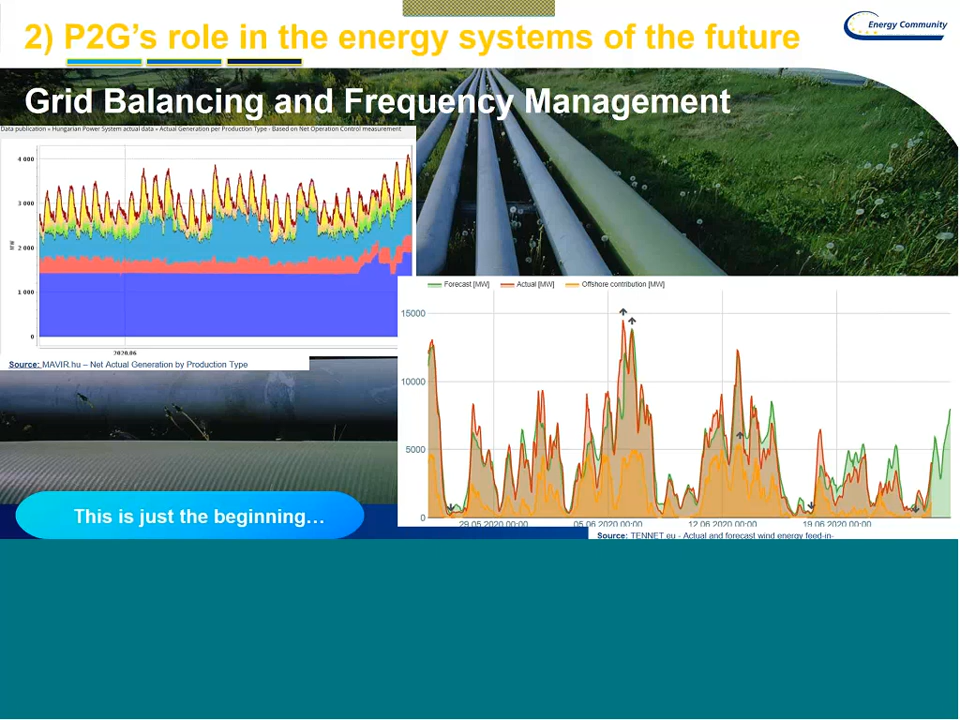 2) P2G's role in the energy systems of the future
Energy Community
Grid Balancing and Frequency Management
Data publication » Hungarian Power System actual data » Actual Generation per Production Type - Based on Net Operation Control measurement
4 000
3 000
MW
2 000
1 000
0
2020.06
Source: MAVIR.hu – Net Actual Generation by Production Type
Forecast [MW] Actual [MW] Offshore contribution [MW]
15000
10000
5000
0
29.05.2020 00:00 05.06.2020 00:00 12.06.2020 00:00 19.06.2020 00:00
Source: TENNET.eu - Actual and forecast wind energy feed-in-
This is just the beginning…